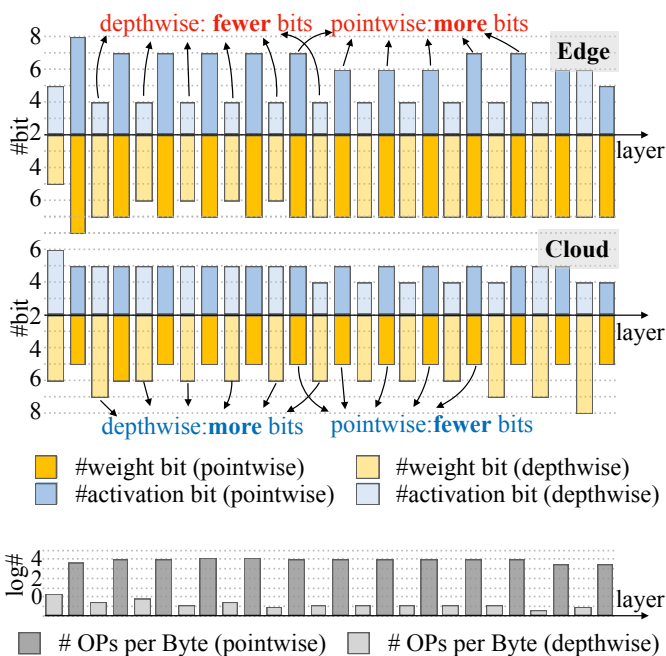 depthwise: fewer bits
pointwise:more bits
Edge
8
6
4
2
4
6
#bit
layer
Cloud
6
4
2
4
6
8
#bit
layer
depthwise:more bits
pointwise:fewer bits
#weight bit (pointwise)
#weight bit (depthwise)
#activation bit (pointwise)
#activation bit (depthwise)
4
2
0
log#
layer
# OPs per Byte (pointwise)
# OPs per Byte (depthwise)